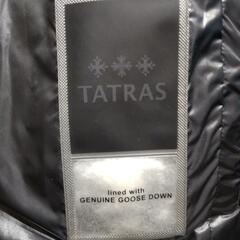 TATRAS
lined with
GENUINE GOOSE DOWN